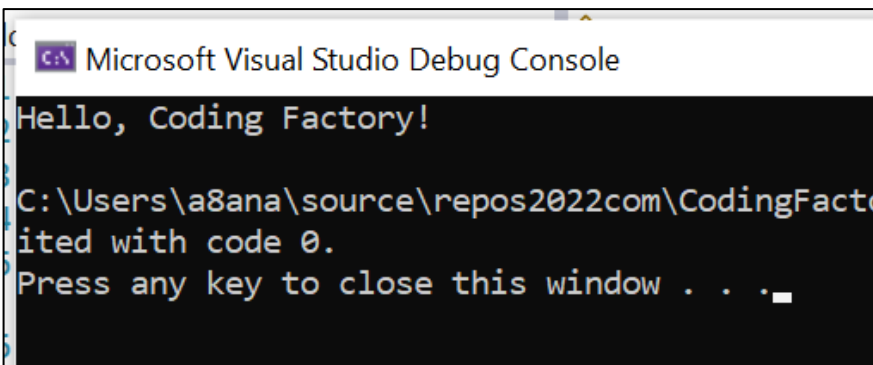 Microsoft Visual Studio Debug Console
Hello, Coding Factory!
C:\Users\a8ana\source\repos2022com\CodingFacto
ited with code 0.
Press any key to close this window . . .